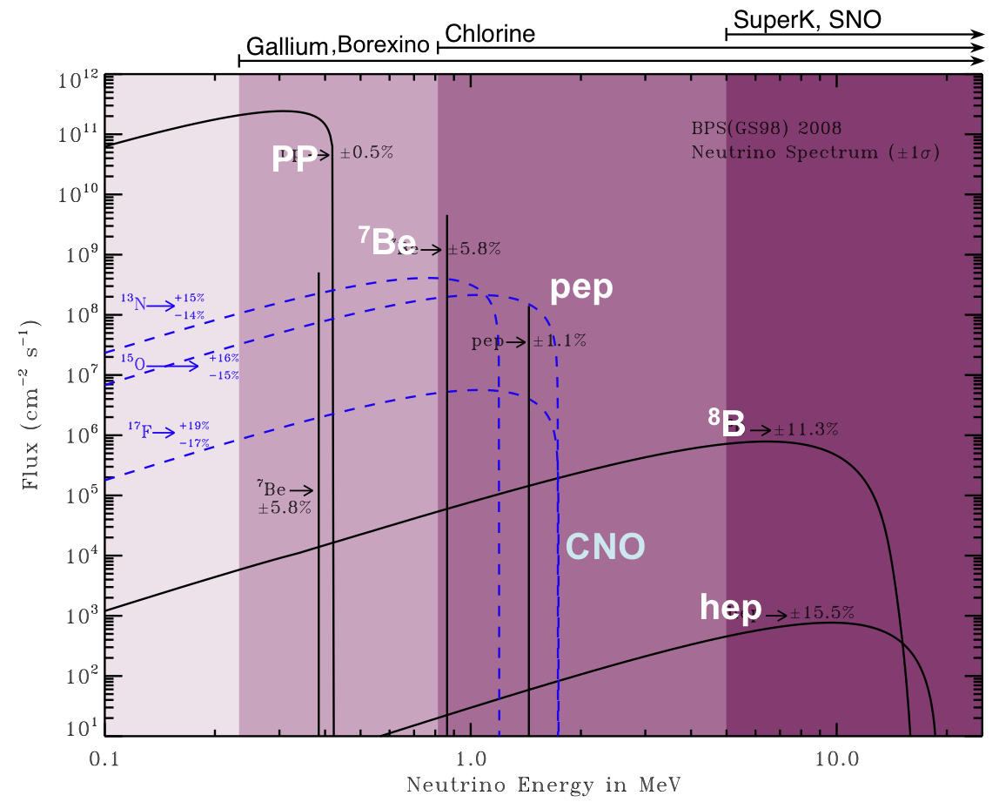 SuperK, SNO
Chlorine
Gallium, Borexino
10¹²
10¹¹
10¹⁰
10⁹
10⁸
10⁷
10⁶
10⁵
10⁴
10³
10²
10¹
Flux (cm⁻² s⁻¹)
BPS(GS98) 2008
Neutrino Spectrum (±1σ)
PP ±0.5%
⁷Be ±5.8%
pep
pep ±1.1%
¹³N +15% −14%
¹⁵O +16% −15%
¹⁷F +19% −17%
⁸B ±11.3%
⁷Be
±5.8%
CNO
hep ±15.5%
0.1 1.0 10.0
Neutrino Energy in MeV